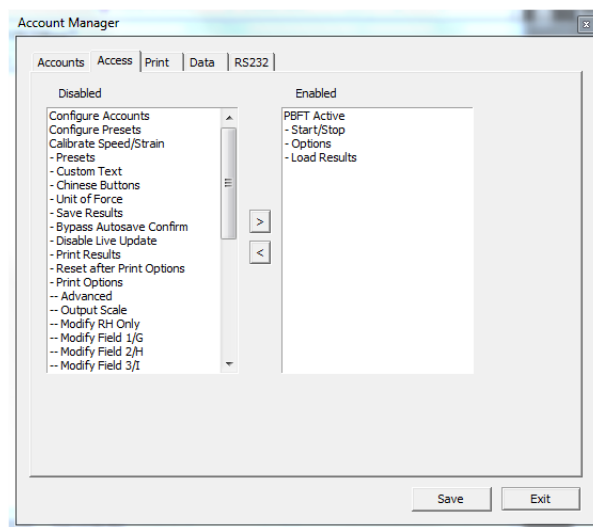 Account Manager
Accounts Access Print Data RS232
Disabled
Configure Accounts
Configure Presets
Calibrate Speed/Strain
- Presets
- Custom Text
- Chinese Buttons
- Unit of Force
- Save Results
- Bypass Autosave Confirm
- Disable Live Update
- Print Results
- Reset after Print Options
- Print Options
-- Advanced
-- Output Scale
-- Modify RH Only
-- Modify Field 1/G
-- Modify Field 2/H
-- Modify Field 3/I
>
<
Enabled
PBFT Active
- Start/Stop
- Options
- Load Results
Save Exit